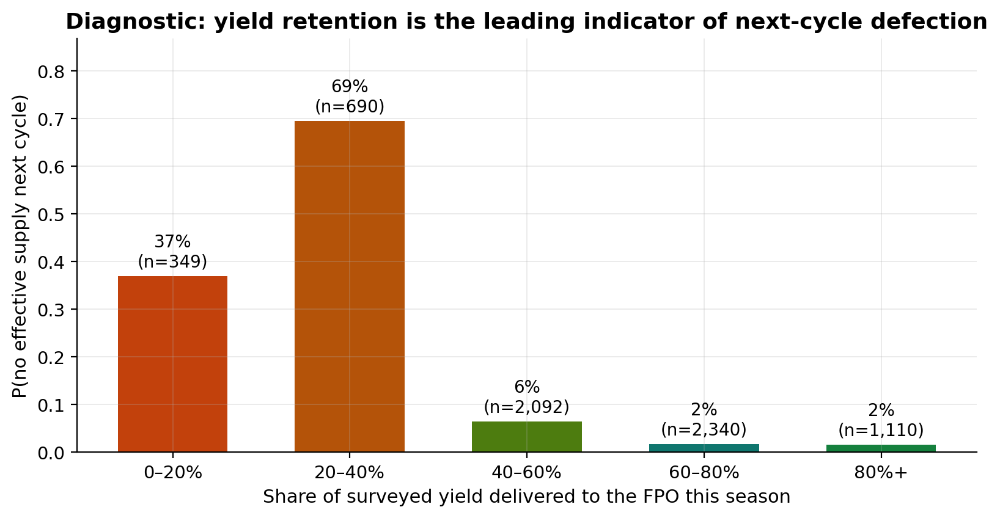 Diagnostic: yield retention is the leading indicator of next-cycle defection
P(no effective supply next cycle)
0.8
0.7
0.6
0.5
0.4
0.3
0.2
0.1
0.0
37%
(n=349)
69%
(n=690)
6%
(n=2,092)
2%
(n=2,340)
2%
(n=1,110)
0–20%
20–40%
40–60%
60–80%
80%+
Share of surveyed yield delivered to the FPO this season